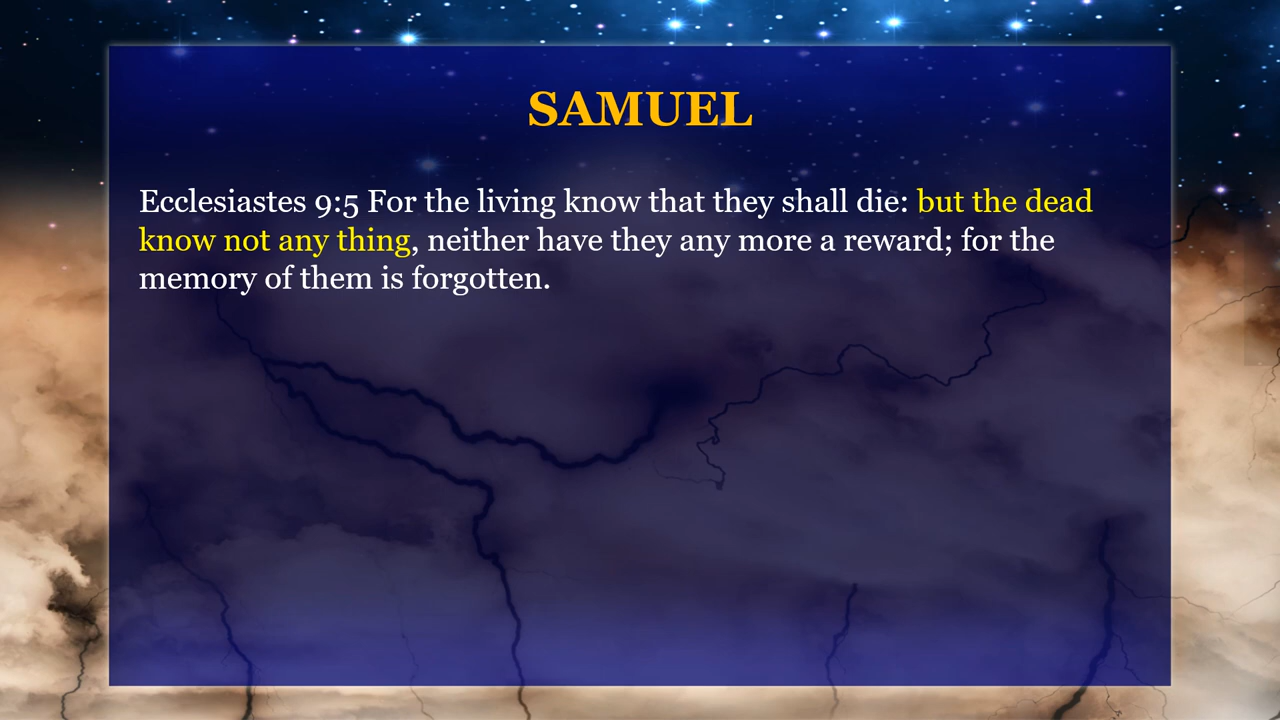 SAMUEL
Ecclesiastes 9:5 For the living know that they shall die: but the dead
know not any thing, neither have they any more a reward; for the
memory of them is forgotten.